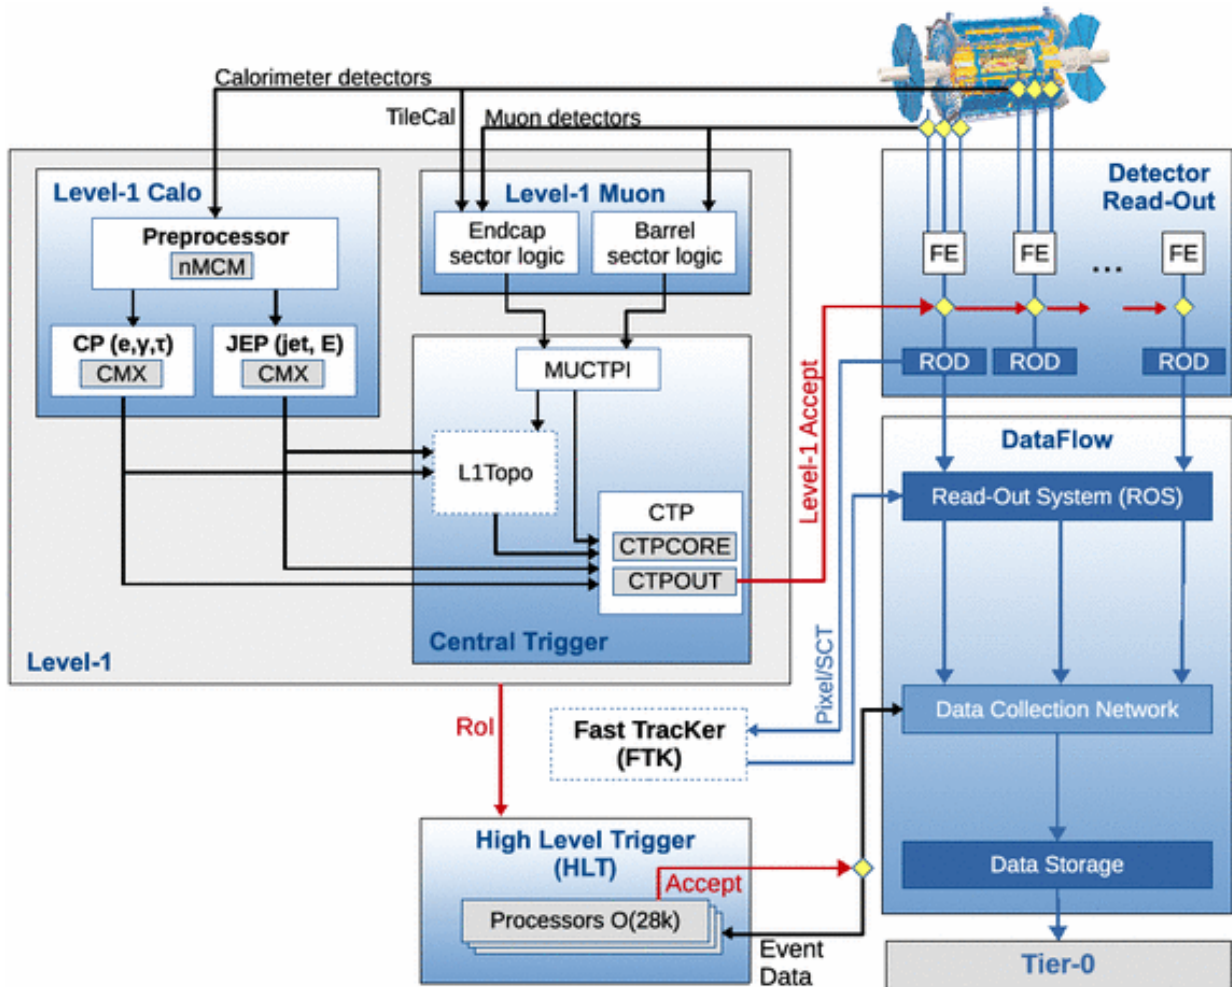 Calorimeter detectors
TileCal
Muon detectors
Level-1 Calo
Preprocessor
nMCM
CP (e,γ,τ)
CMX
JEP (jet, E)
CMX
Level-1 Muon
Endcap
sector logic
Barrel
sector logic
MUCTPI
L1Topo
CTP
CTPCORE
CTPOUT
Central Trigger
Level-1
Level-1 Accept
Detector
Read-Out
FE
FE
...
FE
ROD
ROD
ROD
DataFlow
Read-Out System (ROS)
Pixel/SCT
Data Collection Network
RoI
Fast TracKer
(FTK)
High Level Trigger
(HLT)
Accept
Processors O(28k)
Event
Data
Data Storage
Tier-0